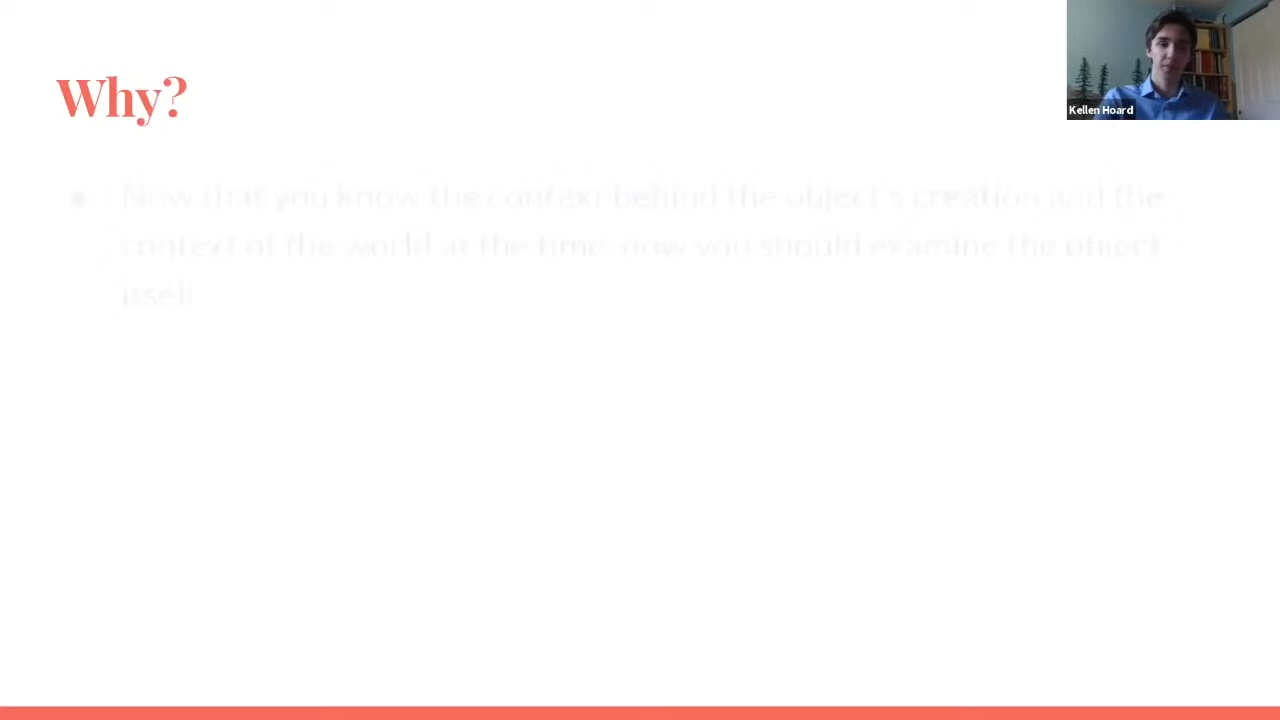 Why?
Kellen Hoard
Now that you know the context behind the object's creation and the
context of the world at the time, now you should examine the object
itself